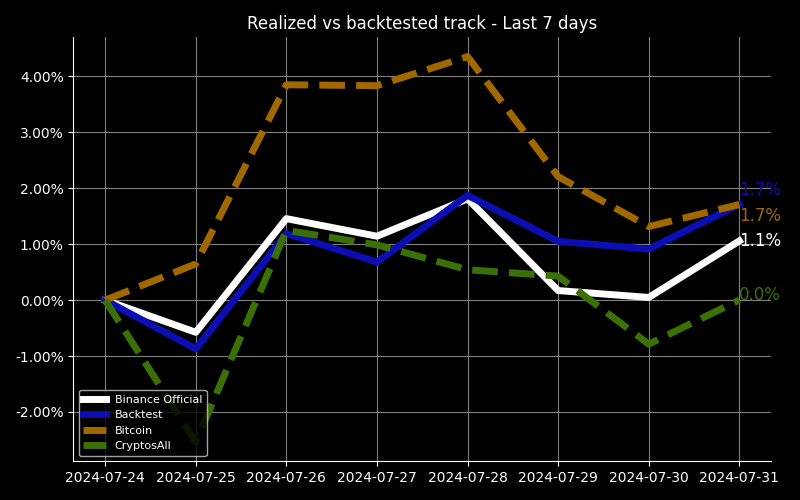 Realized vs backtested track - Last 7 days
4.00%
3.00%
2.00%
1.00%
0.00%
-1.00%
-2.00%
1.7%
1.7%
1.1%
0.0%
Binance Official
Backtest
Bitcoin
CryptosAll
2024-07-24 2024-07-25 2024-07-26 2024-07-27 2024-07-28 2024-07-29 2024-07-30 2024-07-31